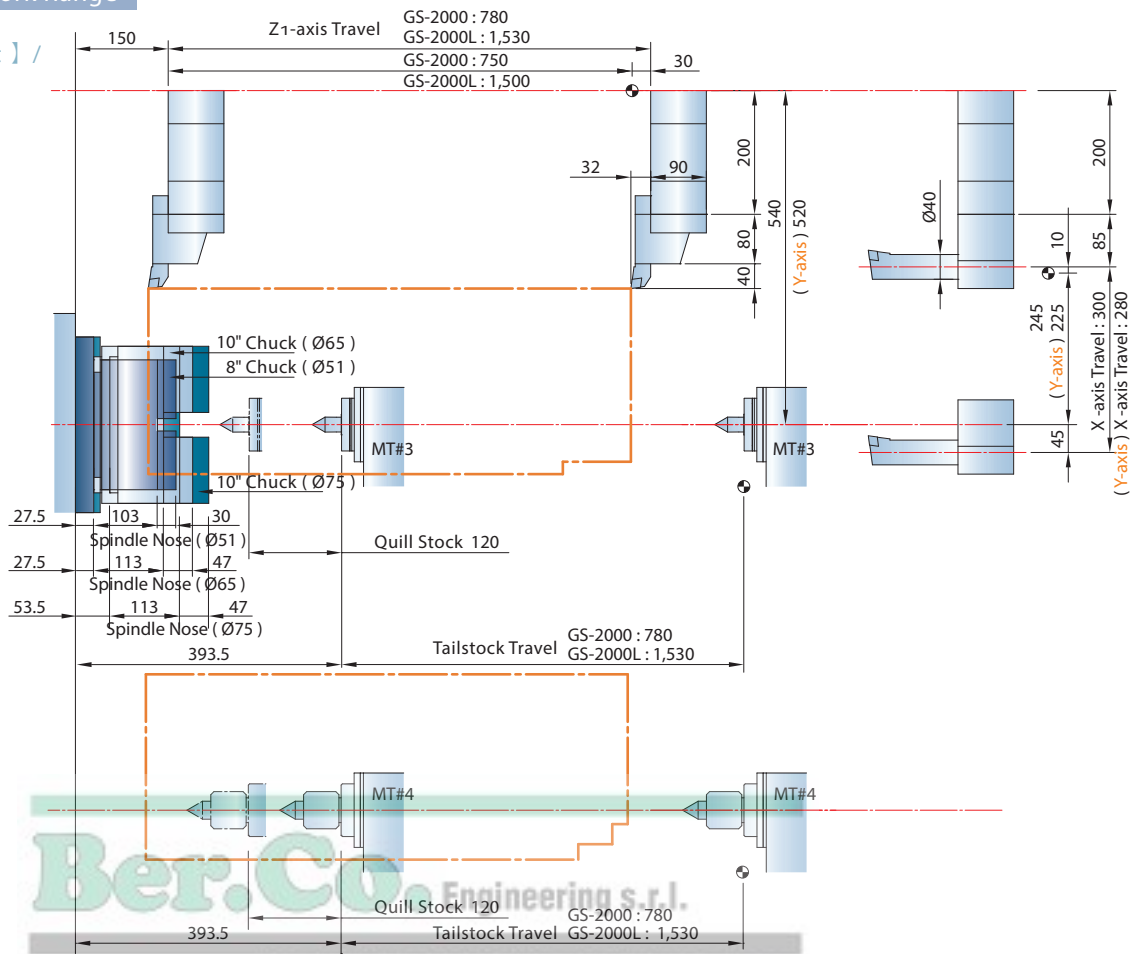 】 /
150
Z1-axis Travel
GS-2000 : 780
GS-2000L : 1,530
GS-2000 : 750
GS-2000L : 1,500
30
32
90
200
80
40
540
( Y-axis ) 520
Ø40
10
245
( Y-axis ) 225
45
200
85
X -axis Travel : 300
( Y-axis ) X -axis Travel : 280
10" Chuck ( Ø65 )
8" Chuck ( Ø51 )
MT#3
MT#3
10" Chuck ( Ø75 )
27.5
103
30
Spindle Nose ( Ø51 )
Quill Stock 120
27.5
113
47
Spindle Nose ( Ø65 )
53.5
113
47
Spindle Nose ( Ø75 )
393.5
Tailstock Travel
GS-2000 : 780
GS-2000L : 1,530
MT#4
MT#4
Ber.Co. Engineering s.r.l.
Quill Stock 120
393.5
Tailstock Travel
GS-2000 : 780
GS-2000L : 1,530